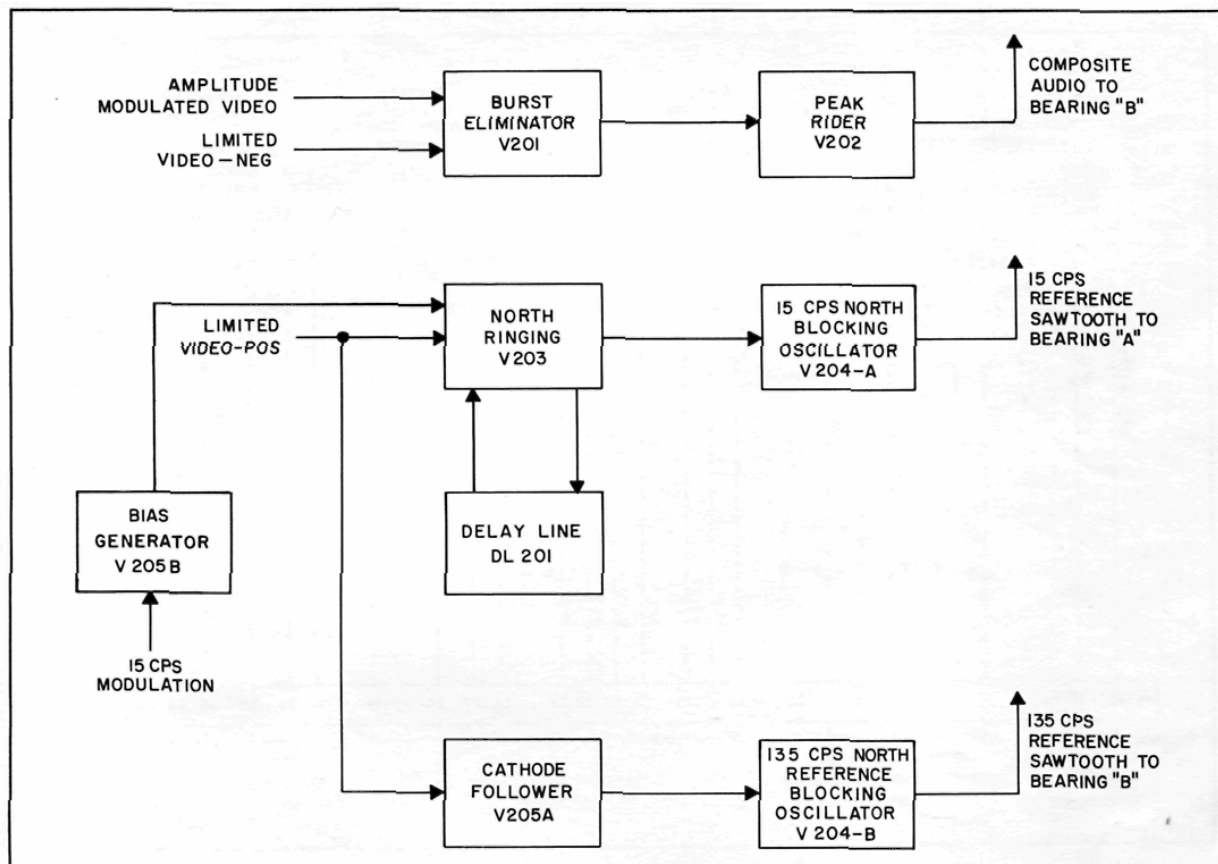 AMPLITUDE
MODULATED VIDEO
LIMITED
VIDEO-NEG
BURST
ELIMINATOR
V201
PEAK
RIDER
V202
COMPOSITE
AUDIO TO
BEARING "B"
LIMITED
VIDEO-POS
NORTH
RINGING
V203
15 CPS NORTH
BLOCKING
OSCILLATOR
V 204-A
15 CPS
REFERENCE
SAWTOOTH TO
BEARING "A"
BIAS
GENERATOR
V 205B
DELAY LINE
DL 201
15 CPS
MODULATION
CATHODE
FOLLOWER
V205A
135 CPS NORTH
REFERENCE
BLOCKING
OSCILLATOR
V 204-B
135 CPS
REFERENCE
SAWTOOTH TO
BEARING "B"